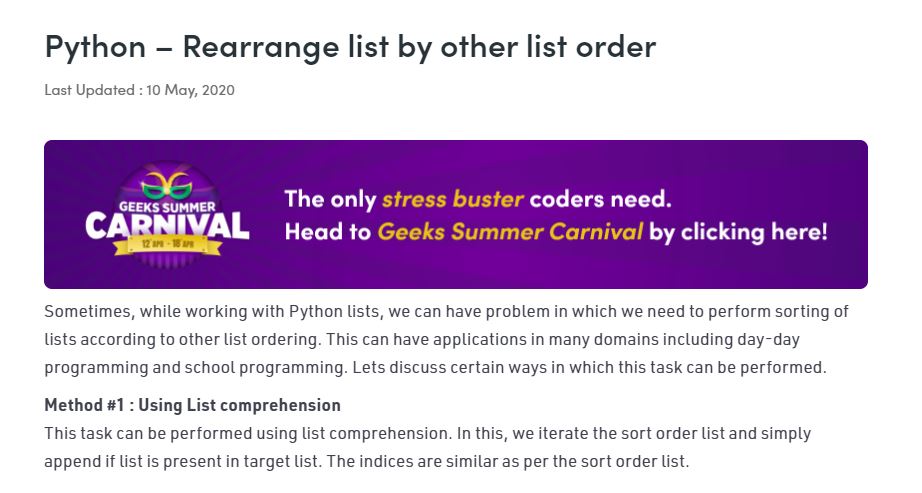 Python – Rearrange list by other list order
Last Updated : 10 May, 2020
GEEKS SUMMER
CARNIVAL
12 APR - 18 APR
The only stress buster coders need.
Head to Geeks Summer Carnival by clicking here!
Sometimes, while working with Python lists, we can have problem in which we need to perform sorting of
lists according to other list ordering. This can have applications in many domains including day-day
programming and school programming. Lets discuss certain ways in which this task can be performed.
Method #1 : Using List comprehension
This task can be performed using list comprehension. In this, we iterate the sort order list and simply
append if list is present in target list. The indices are similar as per the sort order list.